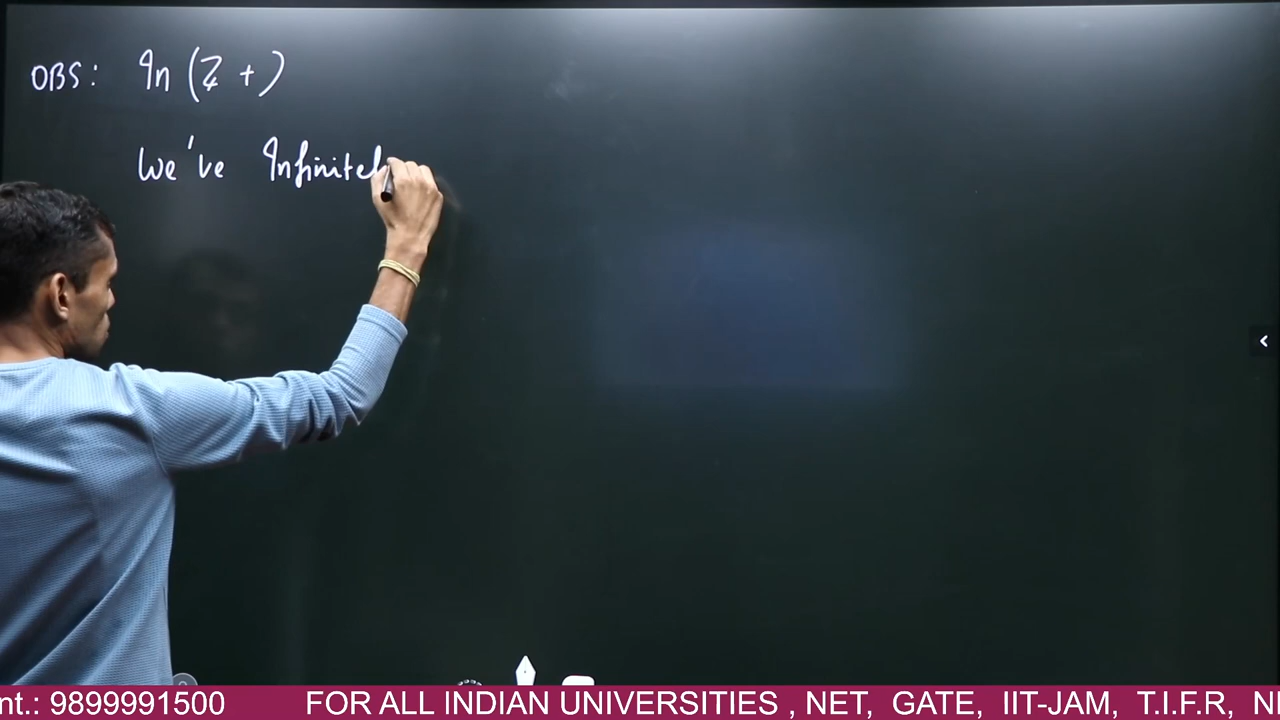 OBS: In (Z +)
We've Infinitel
nt.: 9899991500 FOR ALL INDIAN UNIVERSITIES , NET, GATE, IIT-JAM, T.I.F.R, N